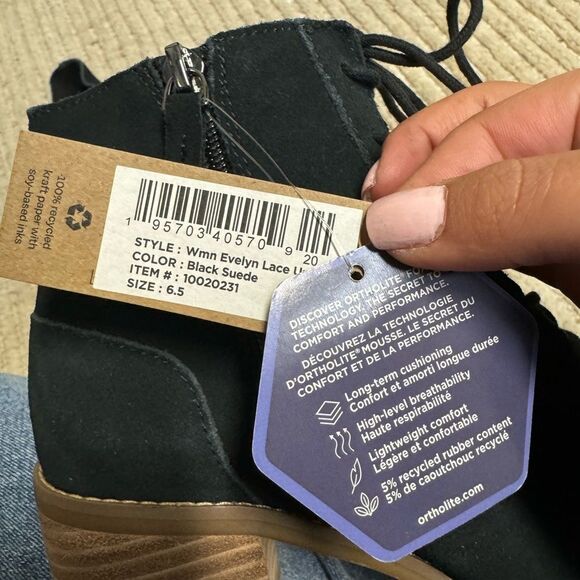 100% recycled
kraft paper with
soy-based inks
1 95703 40570 9 20
STYLE : Wmn Evelyn Lace
COLOR : Black Suede
ITEM # : 10020231
SIZE : 6.5
DISCOVER ORTHOLITE®
TECHNOLOGY, THE SECRET TO
COMFORT AND PERFORMANCE.
DÉCOUVREZ LA TECHNOLOGIE
D'ORTHOLITE® MOUSSE, LE SECRET DU
CONFORT ET DE LA PERFORMANCE.
Long-term cushioning
Confort et amorti longue durée
High-level breathability
Haute respirabilité
Lightweight comfort
Légère et confortable
5% recycled rubber content
5% de caoutchouc recyclé
ortholite.com